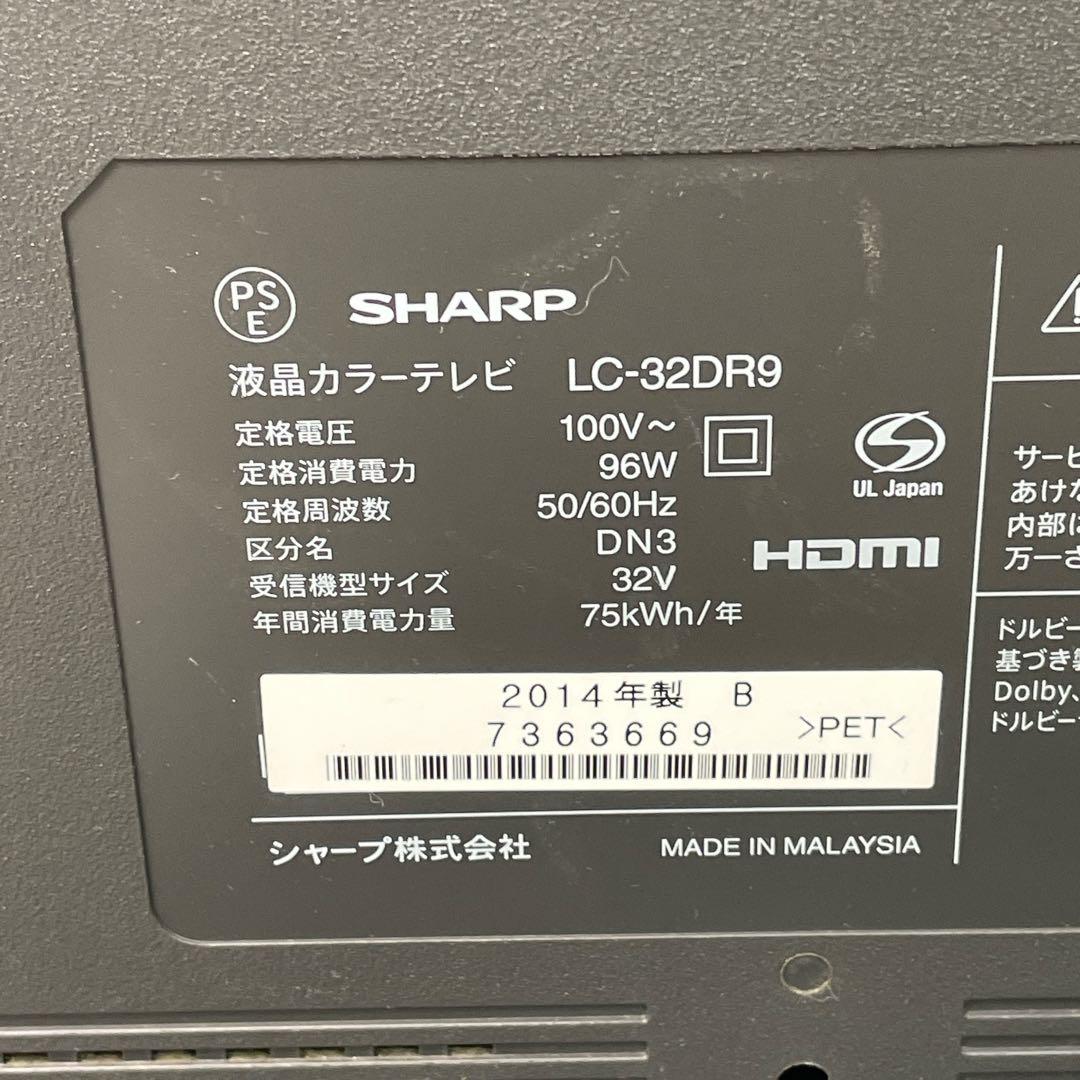 PSE SHARP
液晶カラーテレビ LC-32DR9
定格電圧 100V～
定格消費電力 96W
定格周波数 50/60Hz
区分名 DN3
受信機型サイズ 32V
年間消費電力量 75kWh/年
UL Japan
HDMI
2014年製 B
7363669 >PET<
シャープ株式会社 MADE IN MALAYSIA
サービ
あけな
内部に
万一さ
ドルビー
基づき
Dolby、
ドルビー